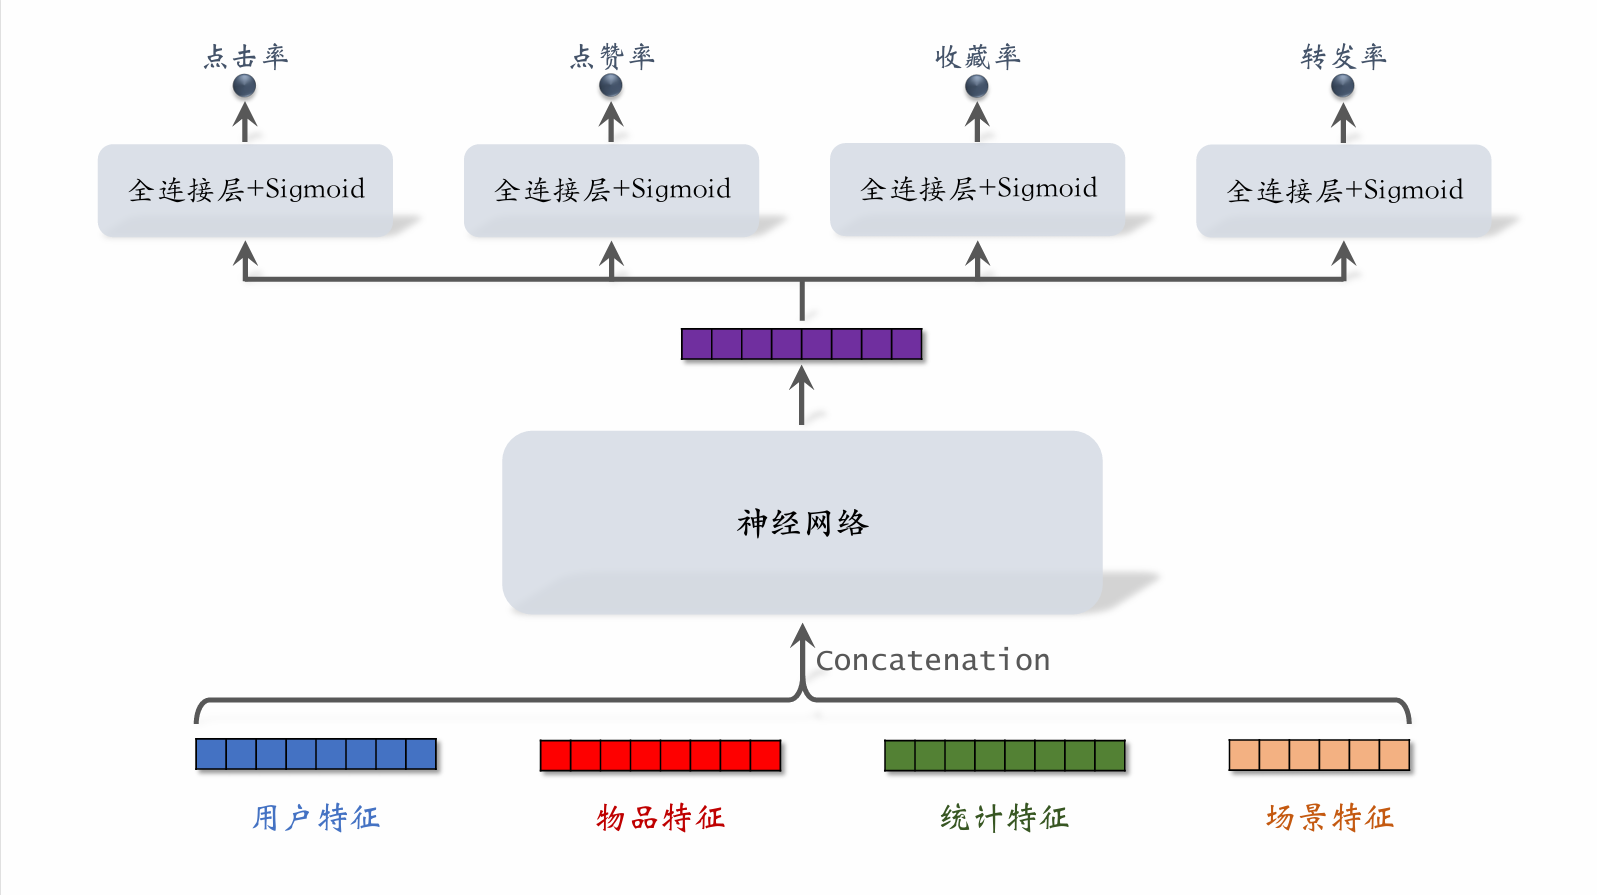 点击率
点赞率
收藏率
转发率
全连接层+Sigmoid
全连接层+Sigmoid
全连接层+Sigmoid
全连接层+Sigmoid
神经网络
Concatenation
用户特征
物品特征
统计特征
场景特征